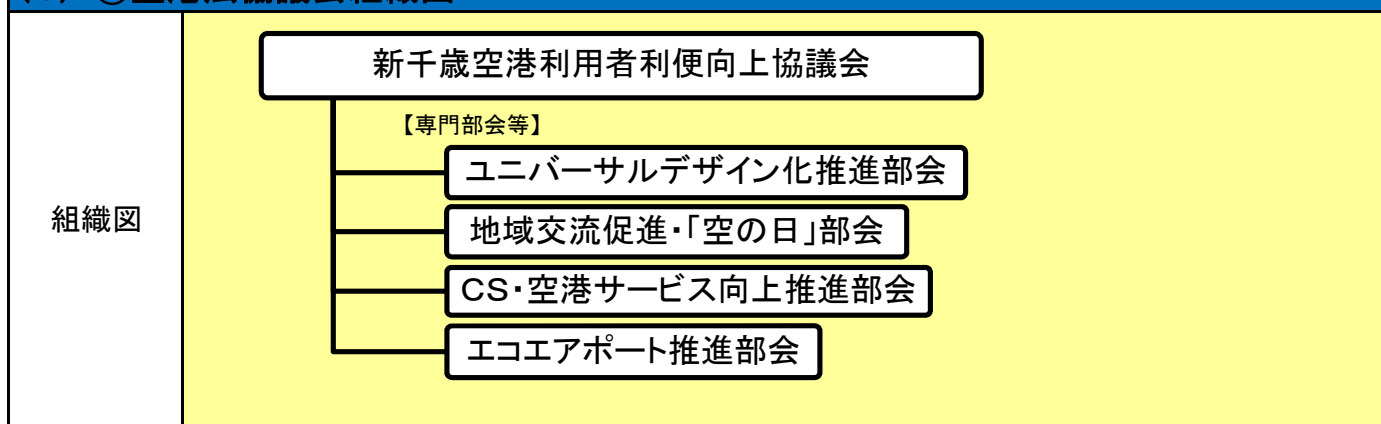 新千歳空港利用者利便向上協議会
【専門部会等】
ユニバーサルデザイン化推進部会
組織図
地域交流促進・「空の日」部会
CS・空港サービス向上推進部会
エコエアポート推進部会